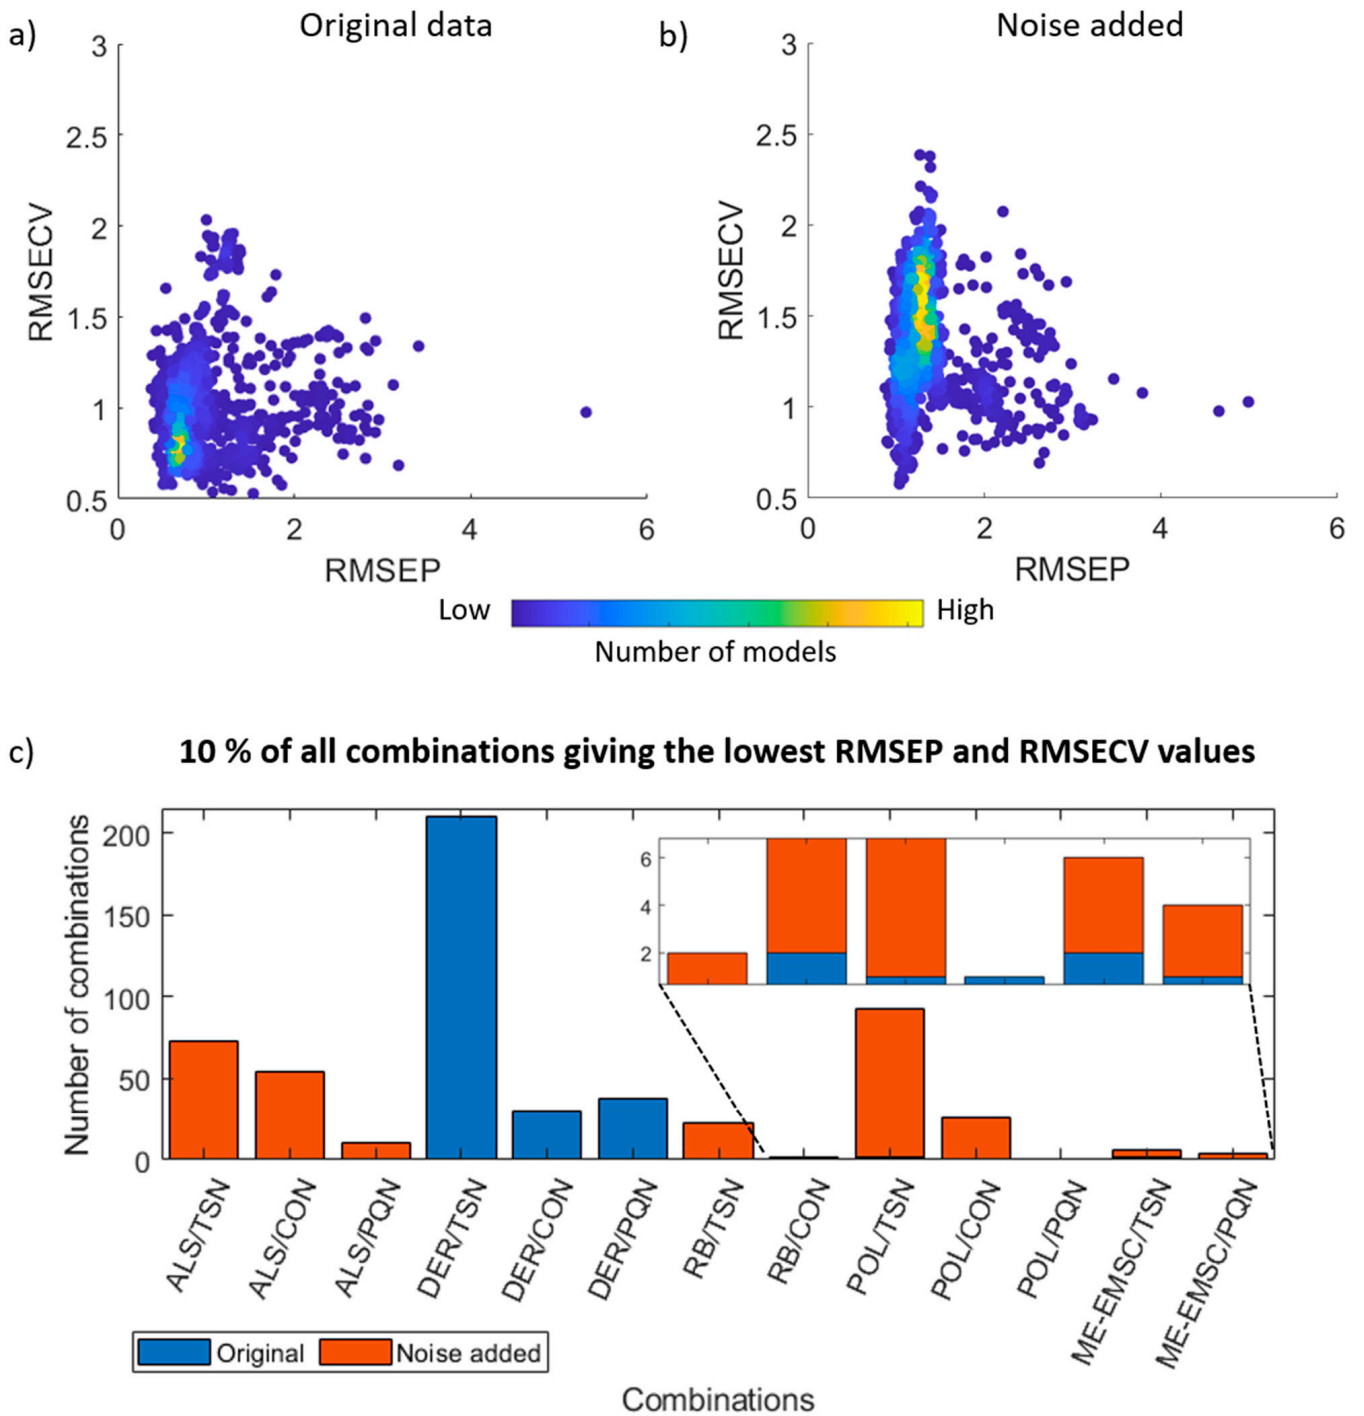 a)
Original data
3
2.5
2
1.5
1
0.5
RMSECV
0
2
4
6
RMSEP
b)
Noise added
3
2.5
2
1.5
1
0.5
RMSECV
0
2
4
6
RMSEP
Low
High
Number of models
c)
10 % of all combinations giving the lowest RMSEP and RMSECV values
Number of combinations
200
150
100
50
0
6
4
2
ALS/TSN
ALS/CON
ALS/PQN
DER/TSN
DER/CON
DER/PQN
RB/TSN
RB/CON
POL/TSN
POL/CON
POL/PQN
ME-EMSC/TSN
ME-EMSC/PQN
Original
Noise added
Combinations